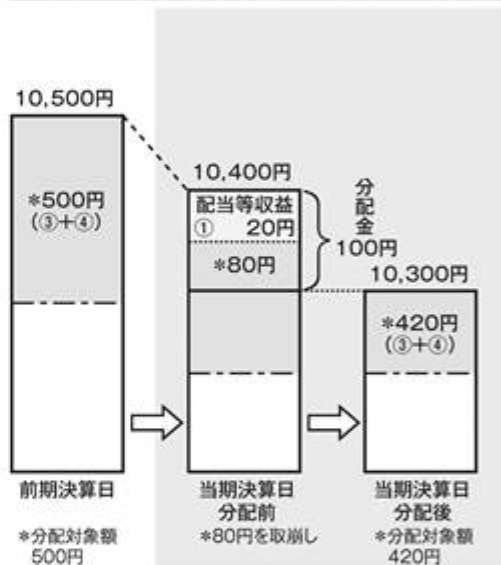 10,500円
*500円
(③+④)
10,400円
配当等収益
① 20円
*80円
分配金
100円
10,300円
*420円
(③+④)
前期決算日
*分配対象額
500円
当期決算日
分配前
*80円を取崩し
当期決算日
分配後
*分配対象額
420円